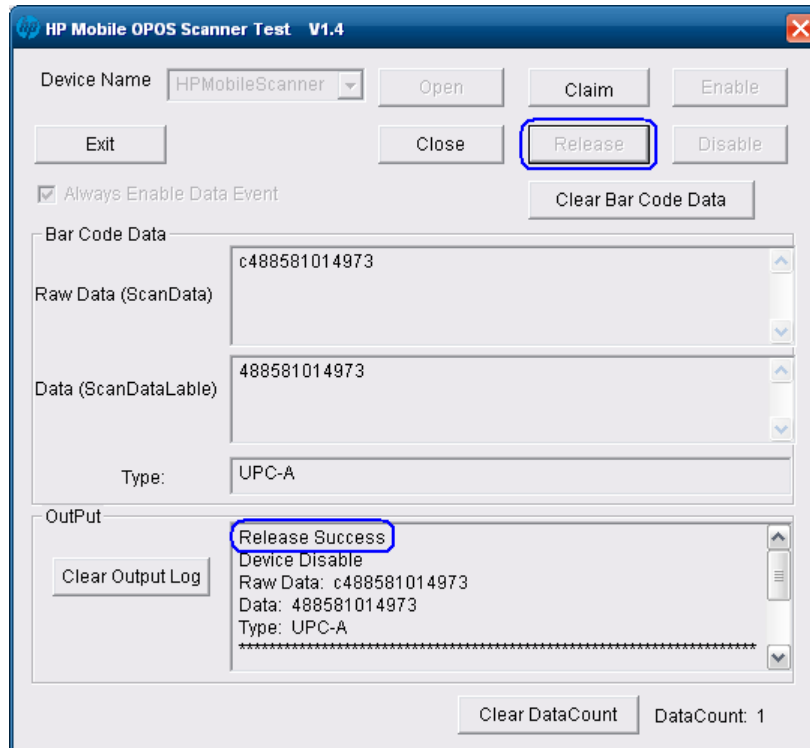 hp HP Mobile OPOS Scanner Test V1.4
Device Name HPMobileScanner Open Claim Enable
Exit Close Release Disable
Always Enable Data Event Clear Bar Code Data
Bar Code Data
Raw Data (ScanData) c488581014973
Data (ScanDataLable) 488581014973
Type: UPC-A
OutPut
Clear Output Log
Release Success
Device Disable
Raw Data: c488581014973
Data: 488581014973
Type: UPC-A
**********************************************************************
Clear DataCount DataCount: 1